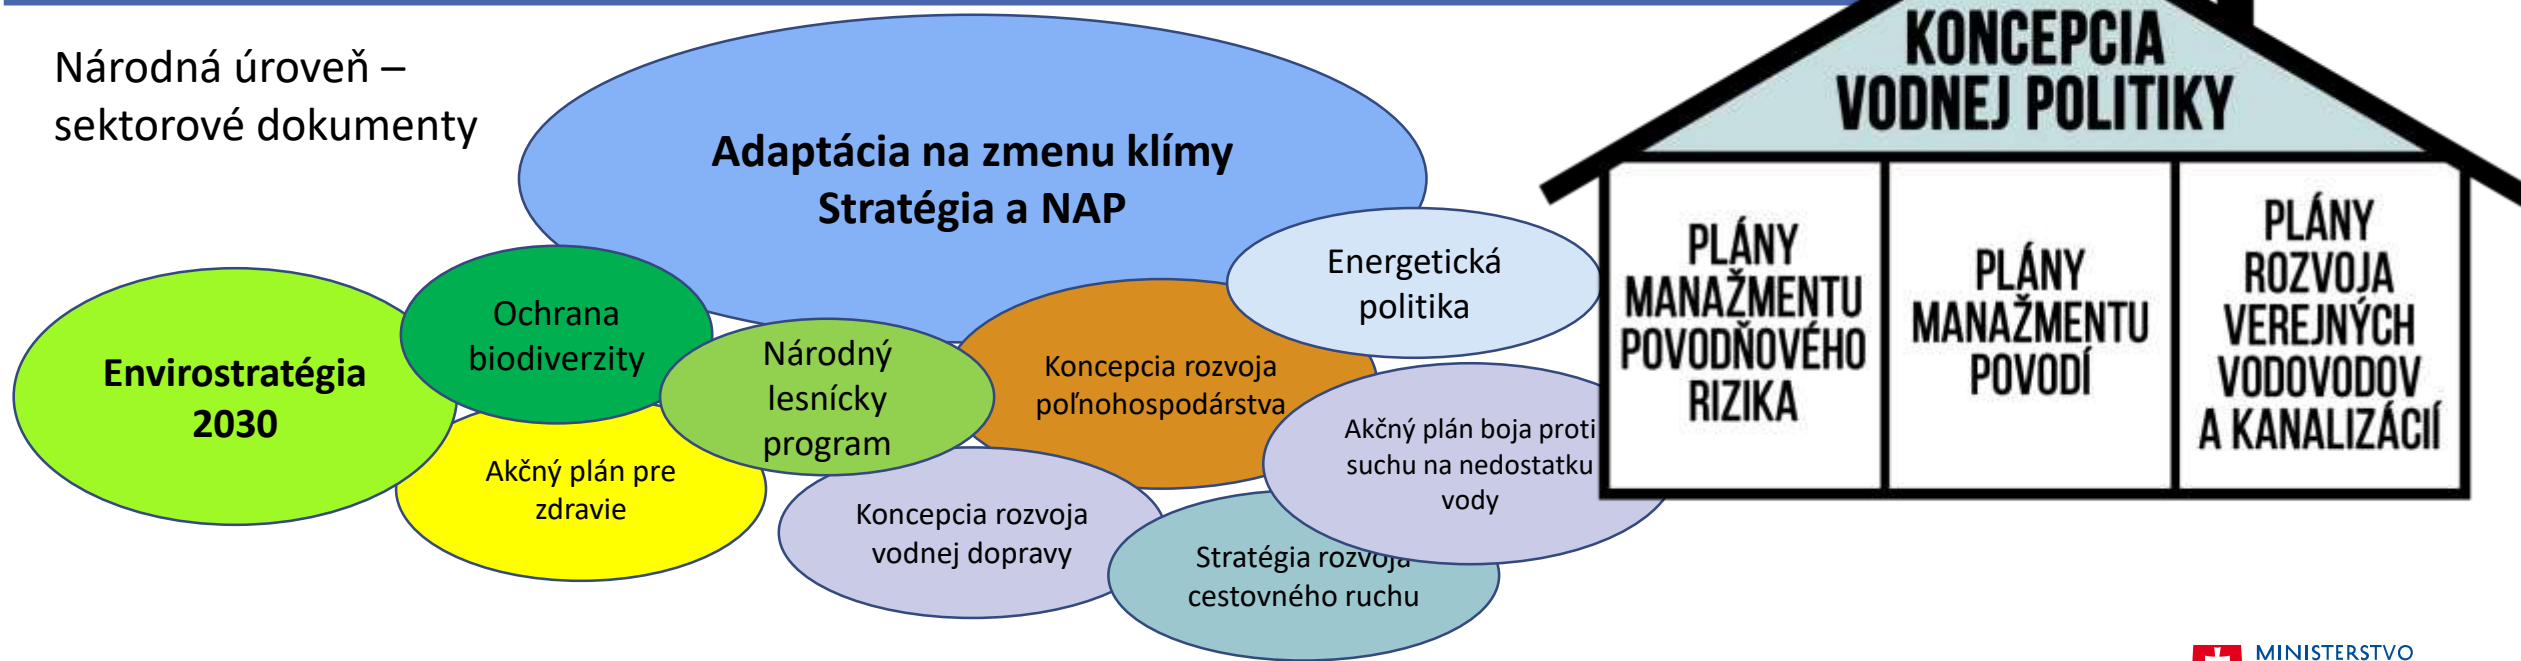 Národná úroveň –
sektorové dokumenty
Adaptácia na zmenu klímy
Stratégia a NAP
Envirostratégia
2030
Ochrana
biodiverzity
Akčný plán pre
zdravie
Národný
lesnícky
program
Koncepcia rozvoja
poľnohospodárstva
Energetická
politika
Koncepcia rozvoja
vodnej dopravy
Akčný plán boja proti
suchu na nedostatku
vody
Stratégia rozvoja
cestovného ruchu
KONCEPCIA
VODNEJ POLITIKY
PLÁNY
MANAŽMENTU
POVODŇOVÉHO
RIZIKA
PLÁNY
MANAŽMENTU
POVODÍ
PLÁNY
ROZVOJA
VEREJNÝCH
VODOVODOV
A KANALIZÁCIÍ
MINISTERSTVO